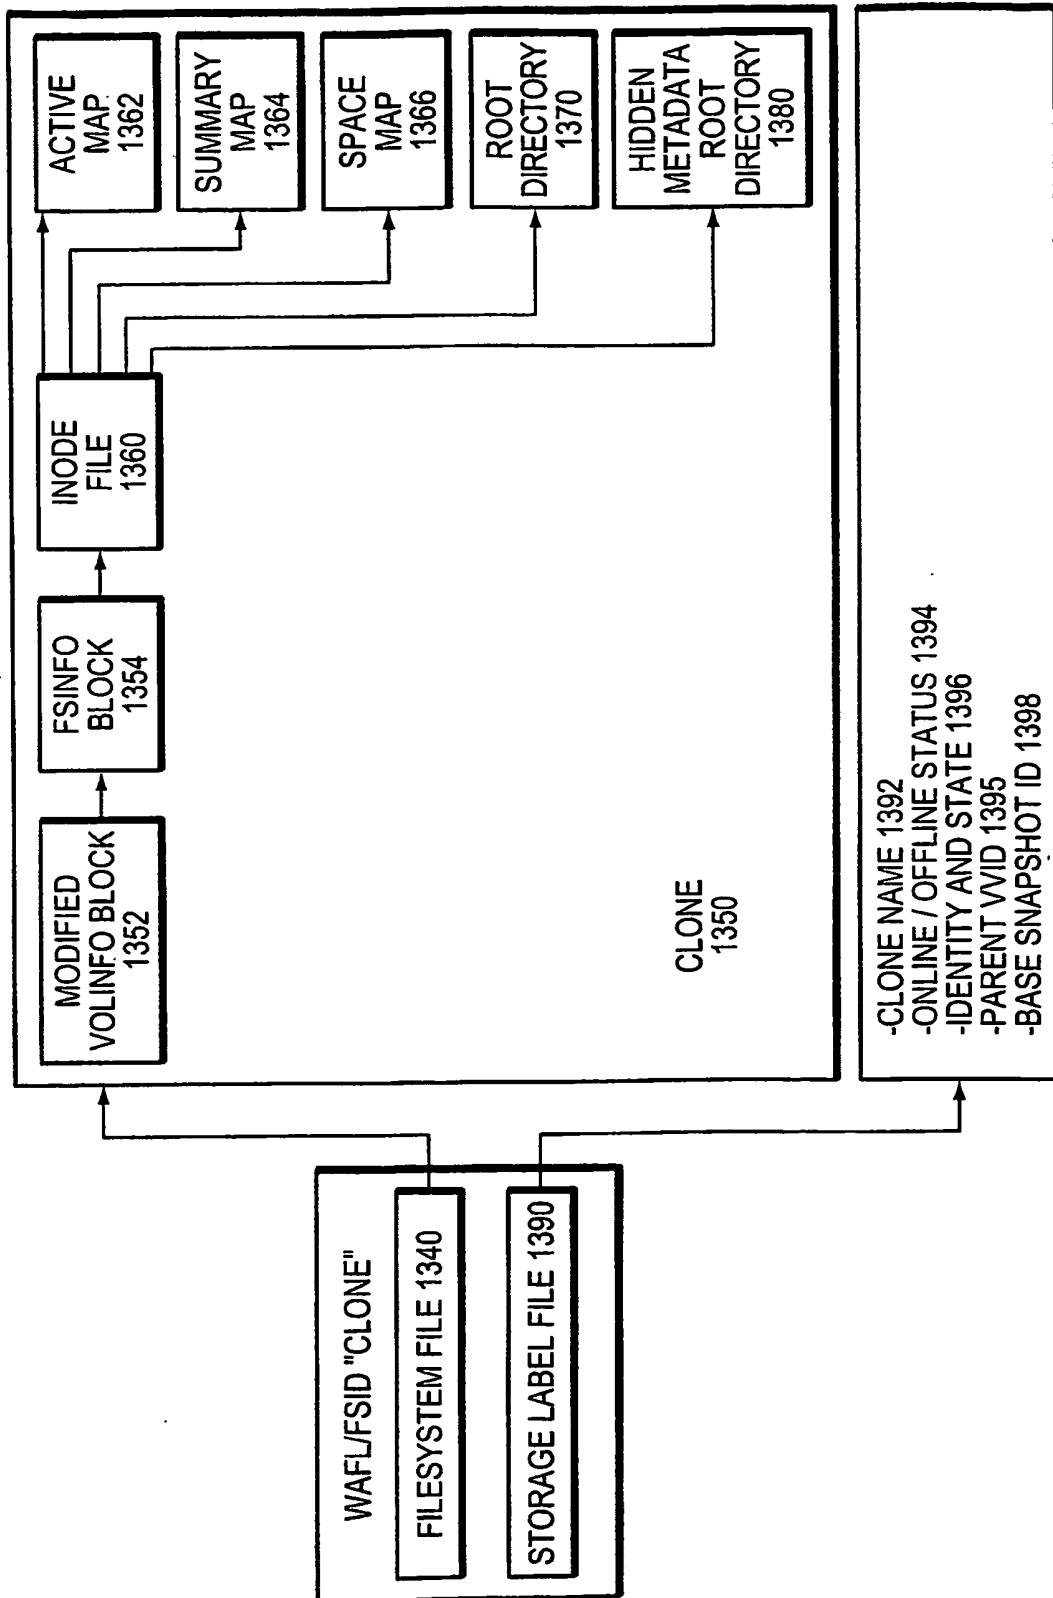 WAFL/FSID "CLONE"
FILESYSTEM FILE 1340
STORAGE LABEL FILE 1390
MODIFIED
VOLINFO BLOCK
1352
FSINFO
BLOCK
1354
INODE
FILE
1360
ACTIVE
MAP
1362
SUMMARY
MAP
1364
SPACE
MAP
1366
ROOT
DIRECTORY
1370
HIDDEN
METADATA
ROOT
DIRECTORY
1380
CLONE
1350
-CLONE NAME 1392
-ONLINE / OFFLINE STATUS 1394
-IDENTITY AND STATE 1396
-PARENT VVID 1395
-BASE SNAPSHOT ID 1398